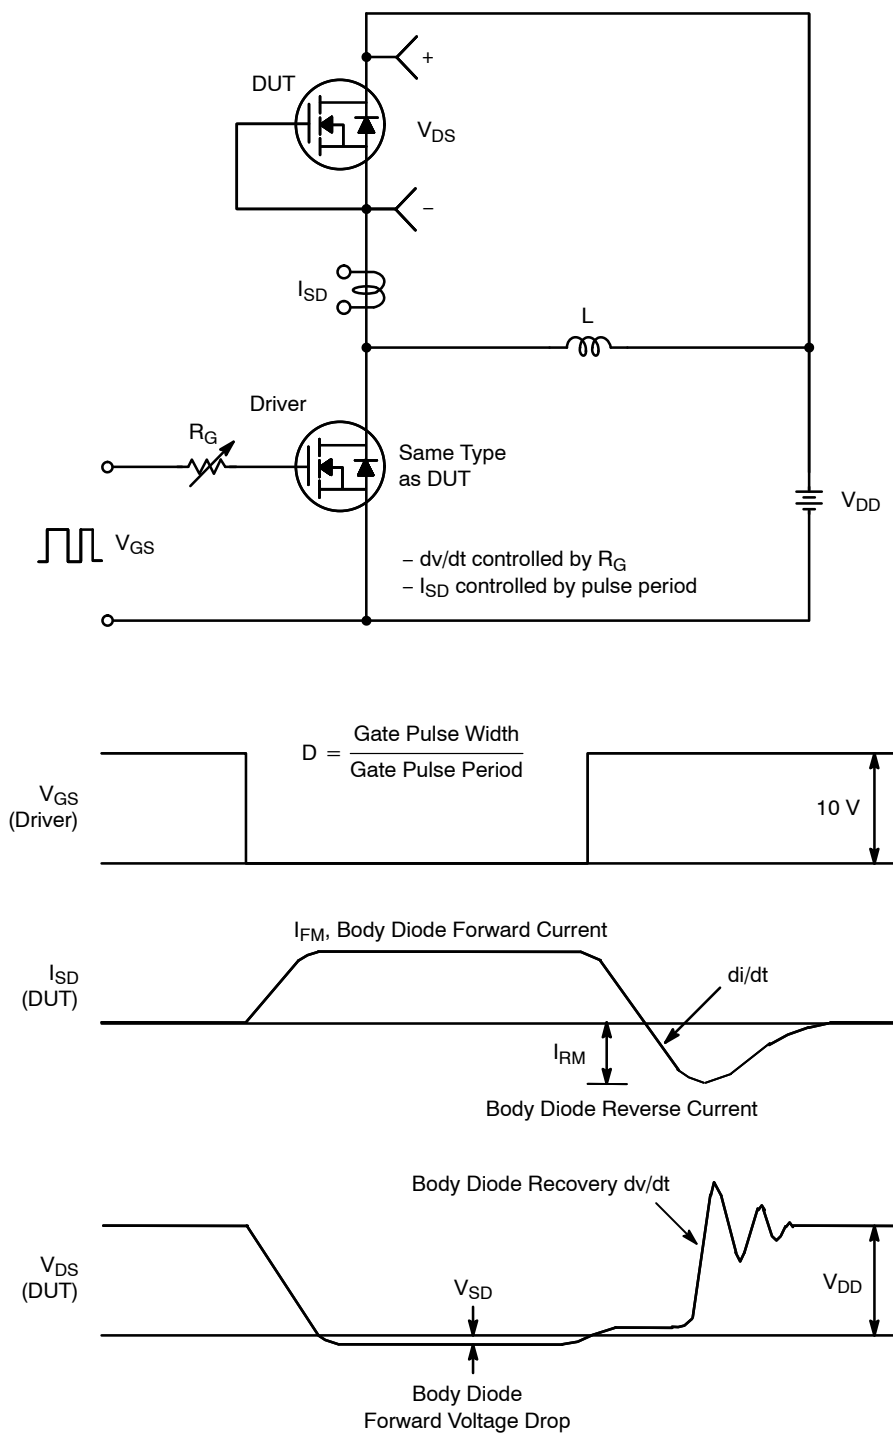 +
DUT
V_DS
−
I_SD
L
Driver
R_G
Same Type
as DUT
V_DD
V_GS
− dv/dt controlled by R_G
− I_SD controlled by pulse period
D = Gate Pulse Width
Gate Pulse Period
V_GS
(Driver)
10 V
I_FM, Body Diode Forward Current
I_SD
(DUT)
di/dt
I_RM
Body Diode Reverse Current
Body Diode Recovery dv/dt
V_DS
(DUT)
V_SD
V_DD
Body Diode
Forward Voltage Drop